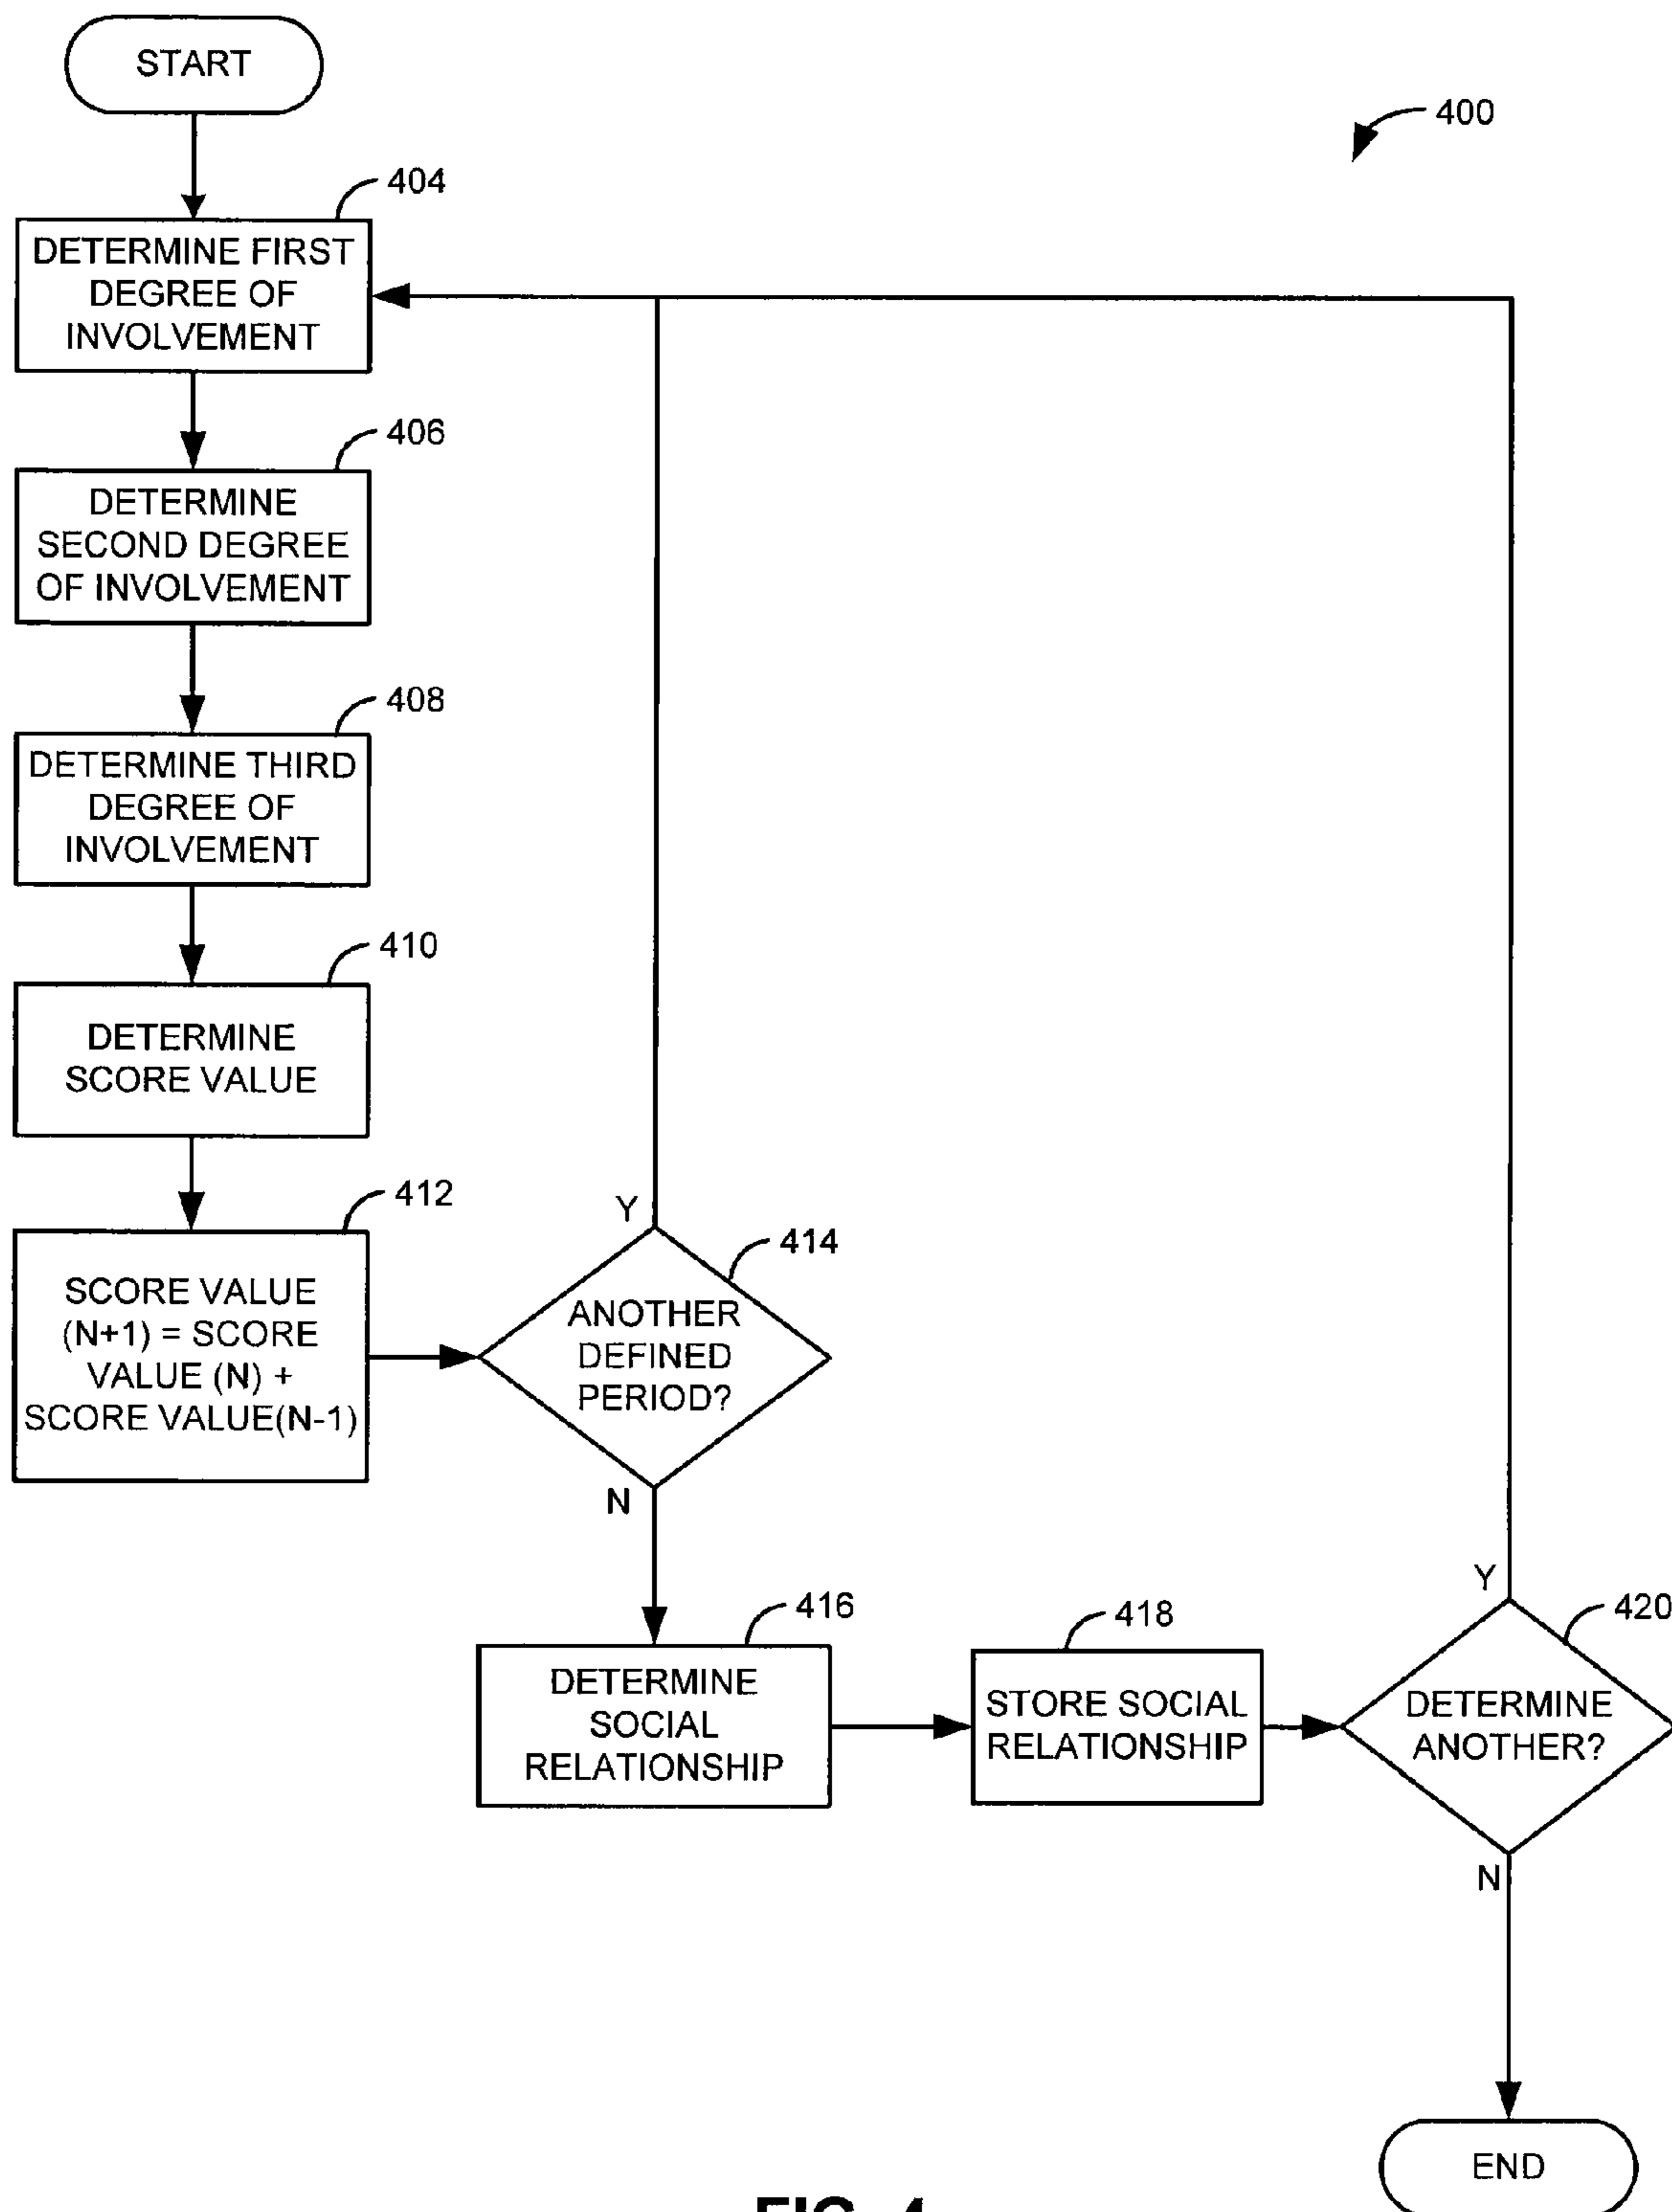 START
400
404
DETERMINE FIRST
DEGREE OF
INVOLVEMENT
406
DETERMINE
SECOND DEGREE
OF INVOLVEMENT
408
DETERMINE THIRD
DEGREE OF
INVOLVEMENT
410
DETERMINE
SCORE VALUE
412
SCORE VALUE
(N+1) = SCORE
VALUE (N) +
SCORE VALUE(N-1)
Y
414
ANOTHER
DEFINED
PERIOD?
N
416
DETERMINE
SOCIAL
RELATIONSHIP
418
STORE SOCIAL
RELATIONSHIP
Y
420
DETERMINE
ANOTHER?
N
END
FIG. 4